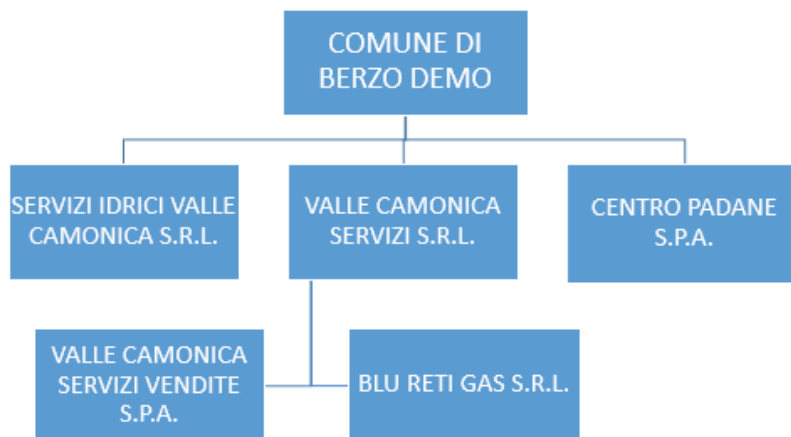 COMUNE DI
BERZO DEMO
SERVIZI IDRICI VALLE
CAMONICA S.R.L.
VALLE CAMONICA
SERVIZI S.R.L.
CENTRO PADANE
S.P.A.
VALLE CAMONICA
SERVIZI VENDITE
S.P.A.
BLU RETI GAS S.R.L.